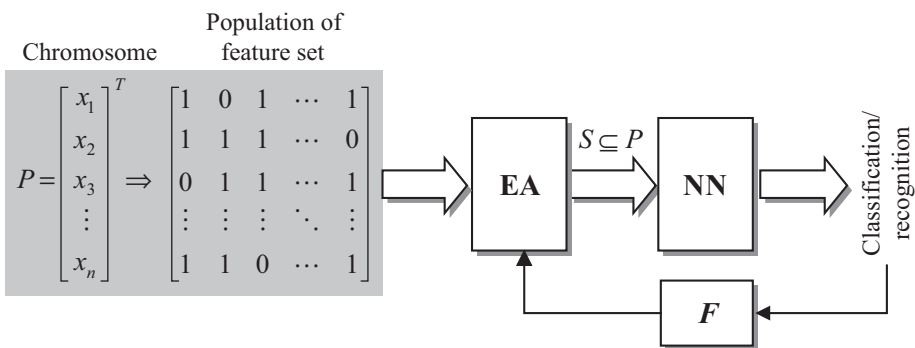 Chromosome
Population of
feature set
P = [x₁ x₂ x₃ ⋮ xₙ]ᵀ ⇒
1 0 1 ⋯ 1
1 1 1 ⋯ 0
0 1 1 ⋯ 1
⋮ ⋮ ⋮ ⋱ ⋮
1 1 0 ⋯ 1
EA
S ⊆ P
NN
Classification/
recognition
F